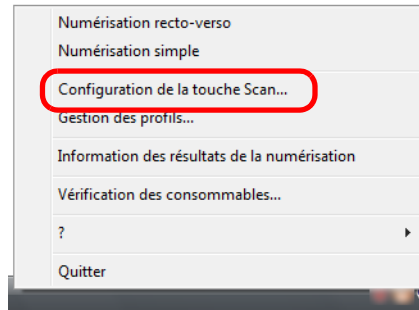 Numérisation recto-verso
Numérisation simple
Configuration de la touche Scan...
Gestion des profils...
Information des résultats de la numérisation
Vérification des consommables...
?
Quitter